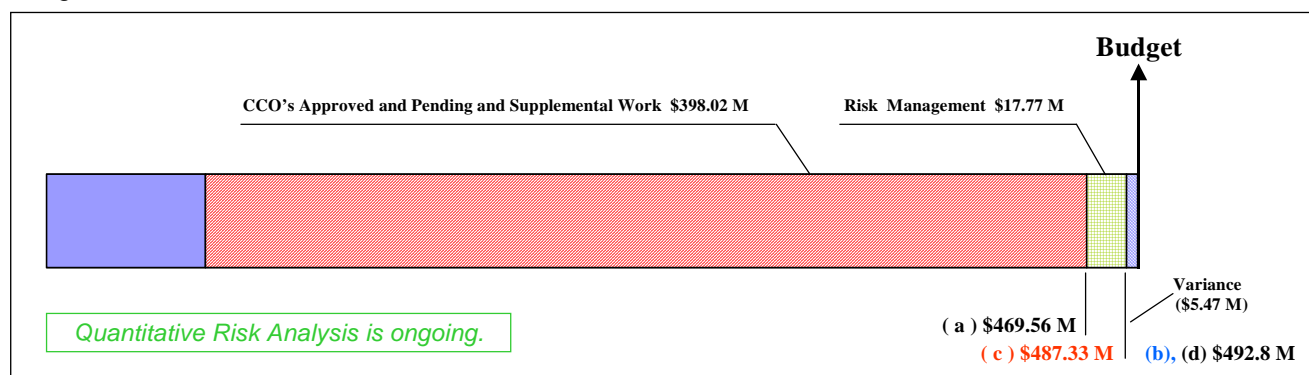 Budget
CCO's Approved and Pending and Supplemental Work $398.02 M
Risk Management $17.77 M
Variance
($5.47 M)
Quantitative Risk Analysis is ongoing.
( a ) $469.56 M
( c ) $487.33 M
(b), (d) $492.8 M